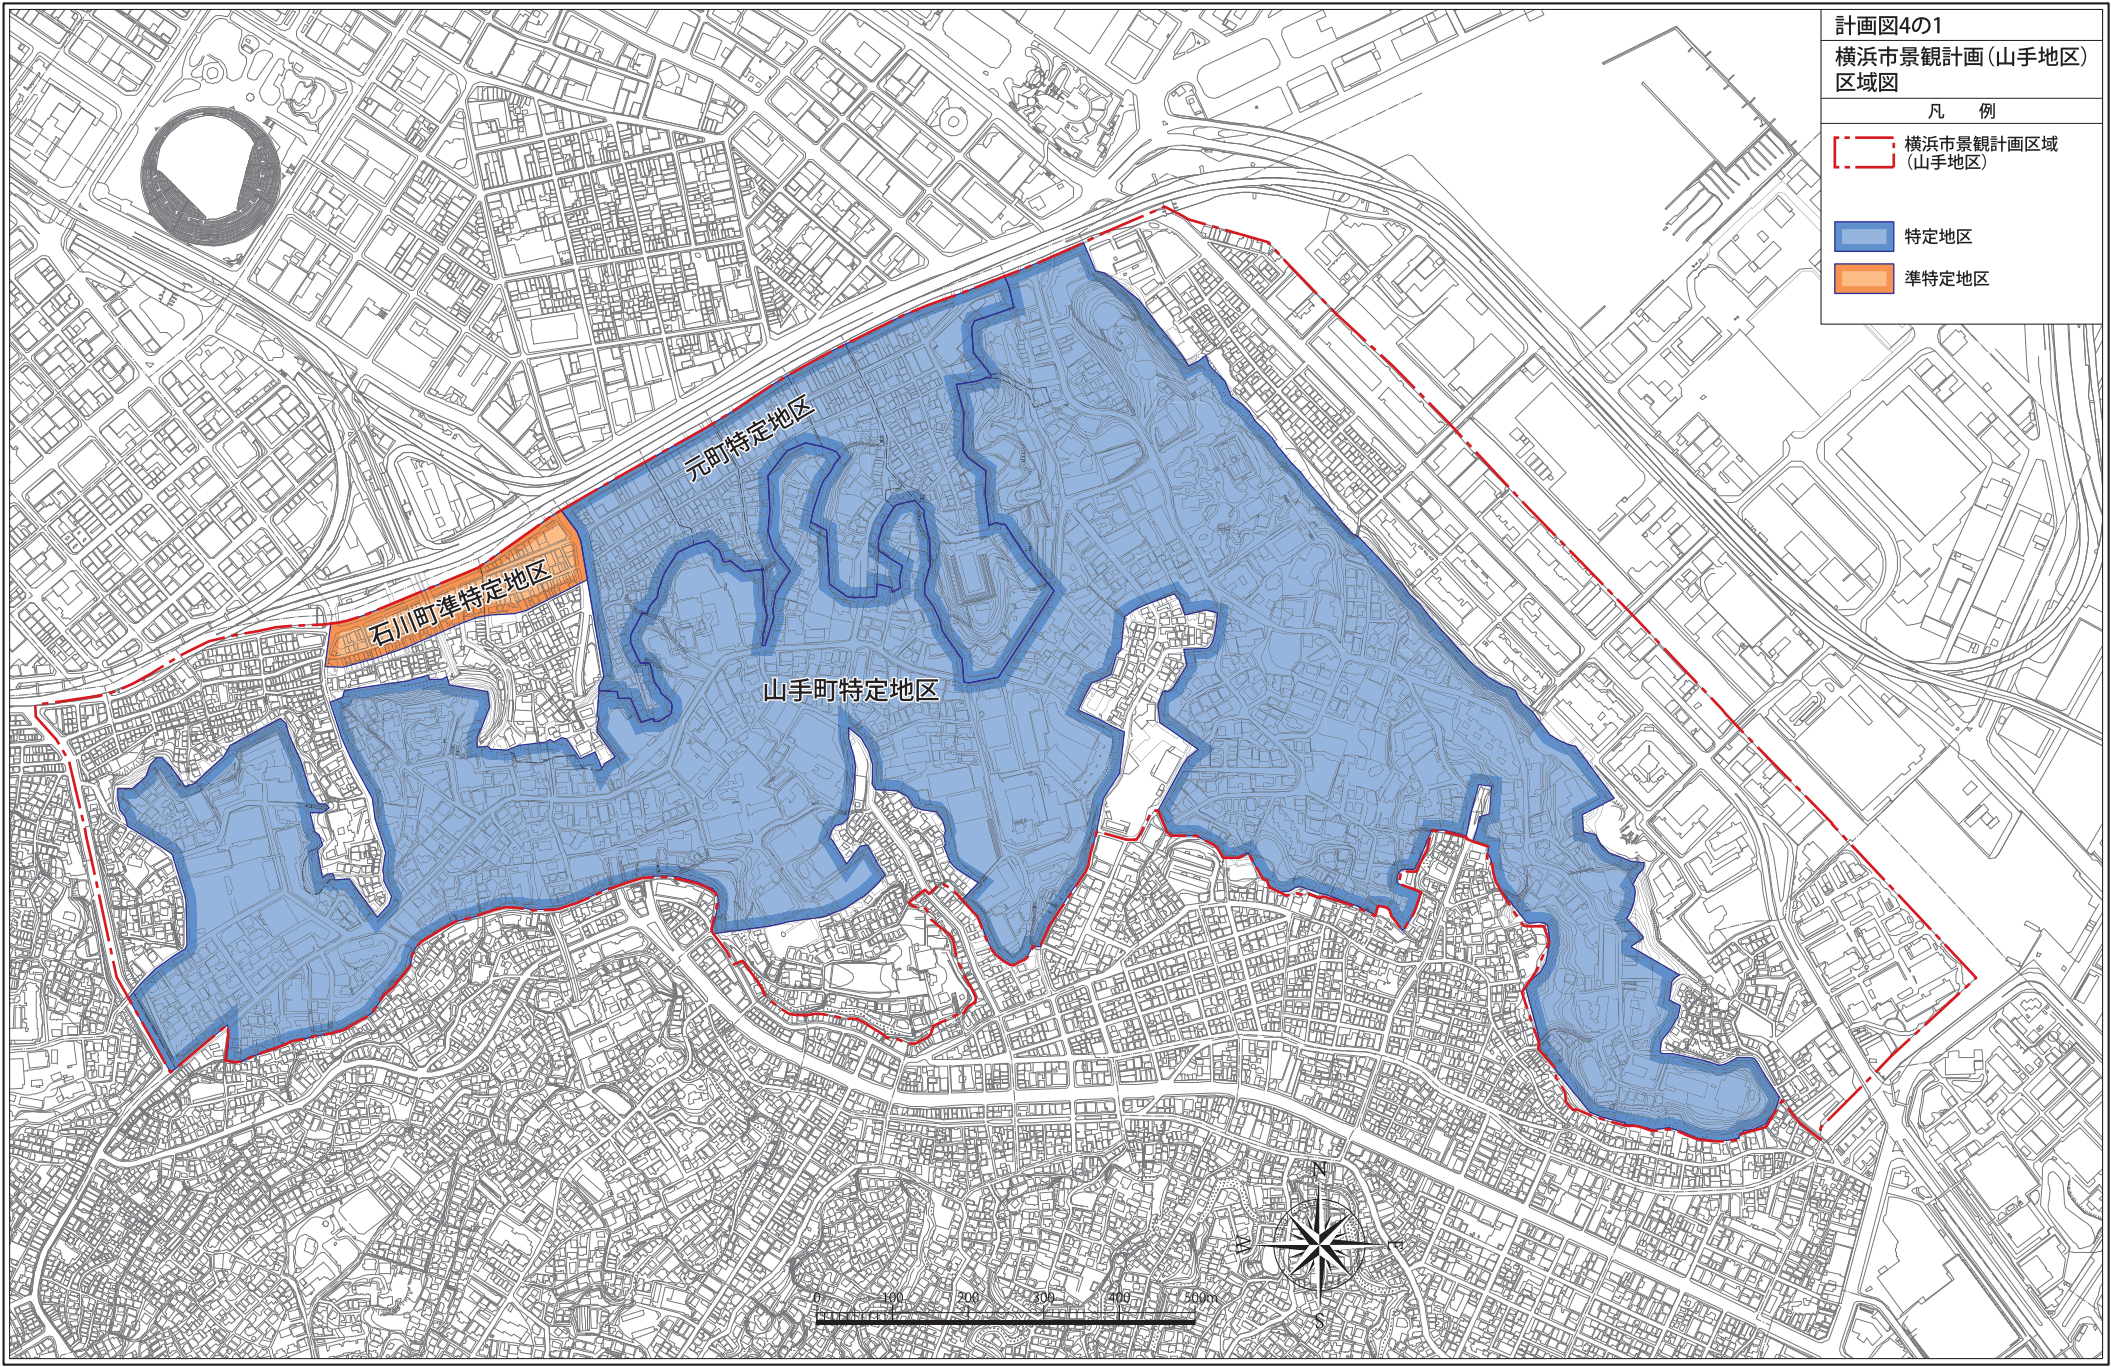 計画図4の1
横浜市景観計画(山手地区)
区域図
凡 例
横浜市景観計画区域
(山手地区)
特定地区
準特定地区
元町特定地区
石川町準特定地区
山手町特定地区
N
W
E
S
0 100 200 300 400 500m